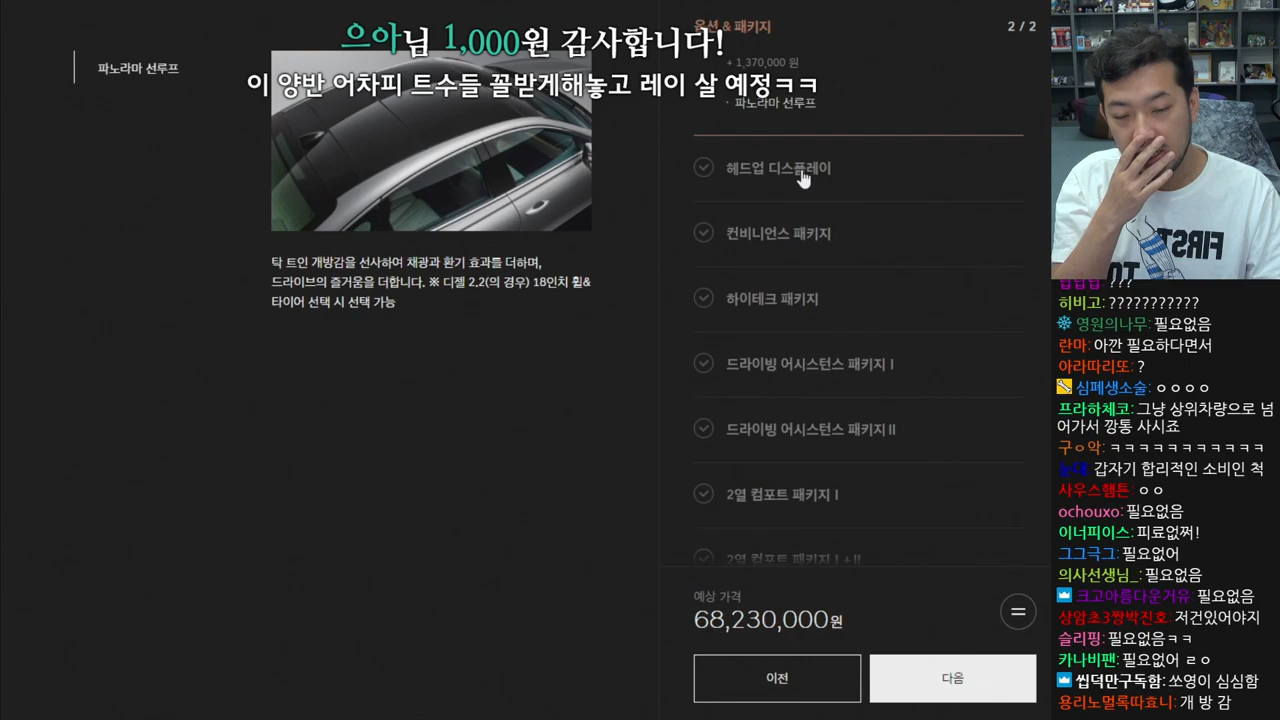 으아님 1,000원 감사합니다!
이 양반 어차피 트수들 꼴받게해놓고 레이 살 예정ㅋㅋ
파노라마 선루프
탁 트인 개방감을 선사하여 채광과 환기 효과를 더하며,
드라이브의 즐거움을 더합니다. ※ 디젤 2.2(의 경우) 18인치 휠&
타이어 선택 시 선택 가능
옵션 & 패키지
2 / 2
+ 1,370,000 원
· 파노라마 선루프
헤드업 디스플레이
컨비니언스 패키지
하이테크 패키지
드라이빙 어시스턴스 패키지 I
드라이빙 어시스턴스 패키지 II
2열 컴포트 패키지 I
2열 컴포트 패키지 I + II
예상 가격
68,230,000원
이전
다음
FIRST
TO
???
히비고: ???????????
영원의나무: 필요없음
란마: 아깐 필요하다면서
아라따리또: ?
심폐생소술: ㅇㅇㅇㅇ
프라하체코: 그냥 상위차량으로 넘
어가서 깡통 사시죠
구ㅇ악: ㅋㅋㅋㅋㅋㅋㅋㅋㅋㅋㅋ
갑자기 합리적인 소비인 척
사우스햄튼: ㅇㅇ
ochouxo: 필요없음
이너피이스: 피료없쩌!
그그극그: 필요없어
의사선생님_: 필요없음
크고아름다운거유: 필요없음
상암초3짱박진호: 저건있어야지
슬리핑: 필요없음ㅋㅋ
카나비팬: 필요없어 ㄹㅇ
씹덕만구독함: 쏘영이 심심함
용리노멀록따효니: 개 방 감